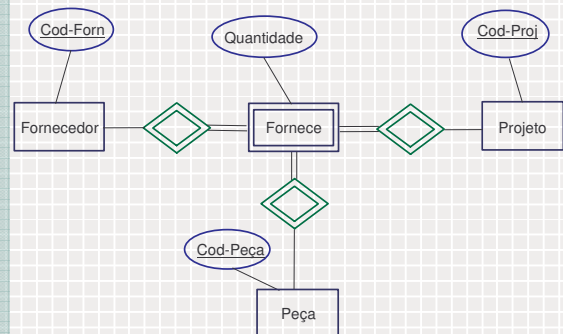 Cod-Forn
Quantidade
Cod-Proj
Fornecedor
Fornece
Projeto
Cod-Peça
Peça